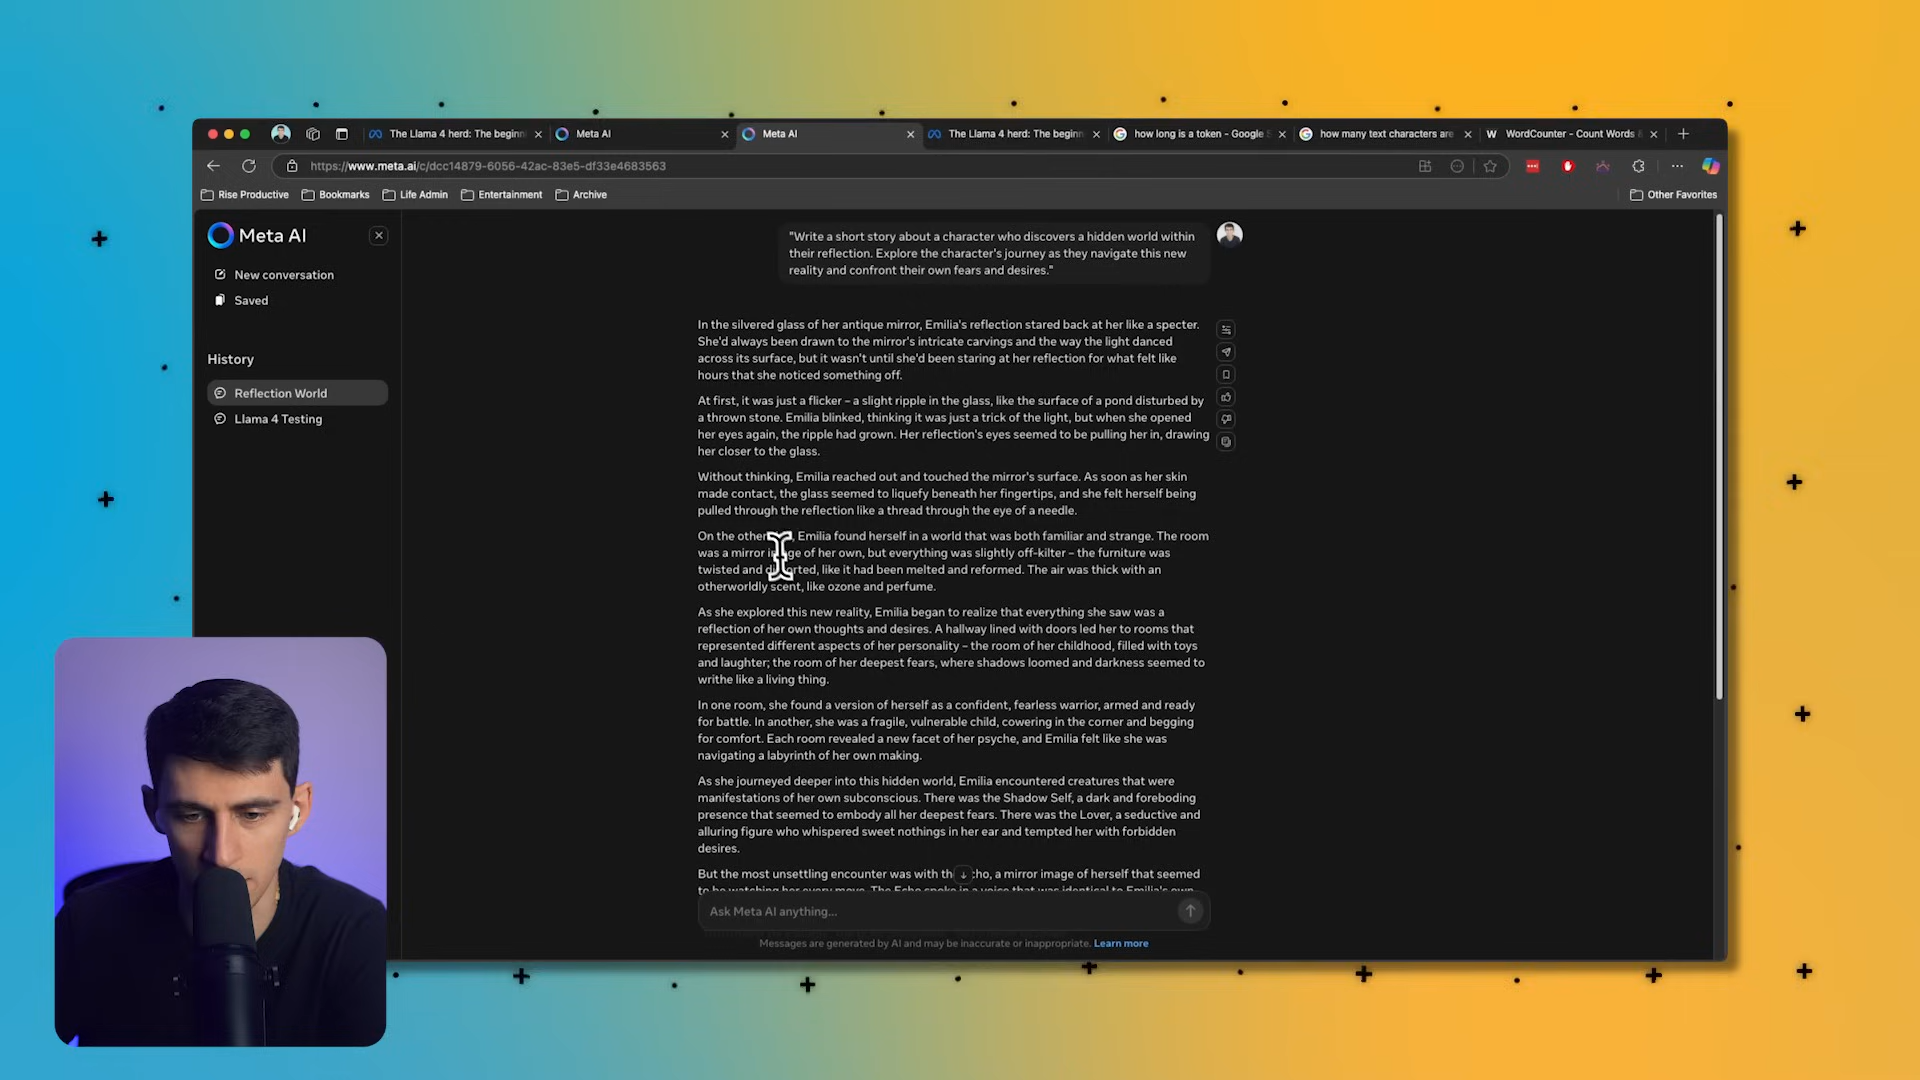 The Llama 4 herd: The beginn
Meta AI
Meta AI
The Llama 4 herd: The beginn
how long is a token - Google S
how many text characters are
W WordCounter - Count Words &
https://www.meta.ai/c/dcc14879-6056-42ac-83e5-df33e4683563
Rise Productive
Bookmarks
Life Admin
Entertainment
Archive
Other Favorites
Meta AI
New conversation
Saved
History
Reflection World
Llama 4 Testing
"Write a short story about a character who discovers a hidden world within
their reflection. Explore the character's journey as they navigate this new
reality and confront their own fears and desires."
In the silvered glass of her antique mirror, Emilia's reflection stared back at her like a specter.
She'd always been drawn to the mirror's intricate carvings and the way the light danced
across its surface, but it wasn't until she'd been staring at her reflection for what felt like
hours that she noticed something off.
At first, it was just a flicker – a slight ripple in the glass, like the surface of a pond disturbed by
a thrown stone. Emilia blinked, thinking it was just a trick of the light, but when she opened
her eyes again, the ripple had grown. Her reflection's eyes seemed to be pulling her in, drawing
her closer to the glass.
Without thinking, Emilia reached out and touched the mirror's surface. As soon as her skin
made contact, the glass seemed to liquefy beneath her fingertips, and she felt herself being
pulled through the reflection like a thread through the eye of a needle.
On the other Emilia found herself in a world that was both familiar and strange. The room
was a mirror image of her own, but everything was slightly off-kilter – the furniture was
twisted and distorted, like it had been melted and reformed. The air was thick with an
otherworldly scent, like ozone and perfume.
As she explored this new reality, Emilia began to realize that everything she saw was a
reflection of her own thoughts and desires. A hallway lined with doors led her to rooms that
represented different aspects of her personality – the room of her childhood, filled with toys
and laughter; the room of her deepest fears, where shadows loomed and darkness seemed to
writhe like a living thing.
In one room, she found a version of herself as a confident, fearless warrior, armed and ready
for battle. In another, she was a fragile, vulnerable child, cowering in the corner and begging
for comfort. Each room revealed a new facet of her psyche, and Emilia felt like she was
navigating a labyrinth of her own making.
As she journeyed deeper into this hidden world, Emilia encountered creatures that were
manifestations of her own subconscious. There was the Shadow Self, a dark and foreboding
presence that seemed to embody all her deepest fears. There was the Lover, a seductive and
alluring figure who whispered sweet nothings in her ear and tempted her with forbidden
desires.
But the most unsettling encounter was with the Echo, a mirror image of herself that seemed
to be watching her every move. The Echo spoke in a voice that was identical to Emilia's own
Ask Meta AI anything...
Messages are generated by AI and may be inaccurate or inappropriate. Learn more